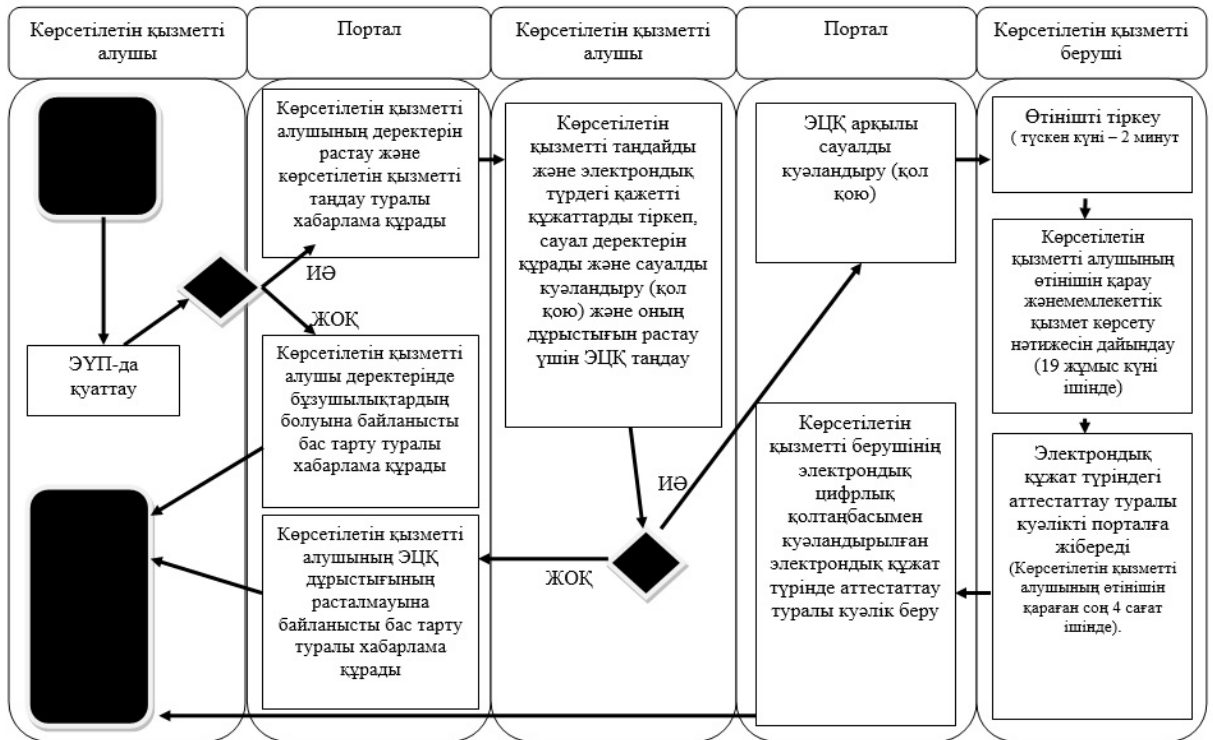 Көрсетілетін қызметті
алушы
Портал
Көрсетілетін қызметті
алушы
Портал
Көрсетілетін қызметті
беруші
ЭҮП-да
қуаттау
Көрсетілетін қызметті
алушының деректерін
растау және
көрсетілетін қызметті
таңдау туралы
хабарлама құрады
ИӘ
ЖОҚ
Көрсетілетін қызметті
алушы деректерінде
бұзушылықтардың
болуына байланысты
бас тарту туралы
хабарлама құрады
Көрсетілетін қызметті
алушының ЭЦҚ
дұрыстығының
расталмауына
байланысты бас тарту
туралы хабарлама
құрады
Көрсетілетін
қызметті таңдайды
және электрондық
түрдегі қажетті
құжаттарды тіркеп,
сауал деректерін
құрады және сауалды
куәландыру (қол
қою) және оның
дұрыстығын растау
үшін ЭЦҚ таңдау
ИӘ
ЖОҚ
ЭЦҚ арқылы
сауалды
куәландыру (қол
қою)
Көрсетілетін
қызметті берушінің
электрондық
цифрлық
қолтаңбасымен
куәландырылған
электрондық құжат
түрінде аттестаттау
туралы куәлік беру
Өтінішті тіркеу
( түскен күні – 2 минут
Көрсетілетін
қызметті алушының
өтінішін қарау
жәнемемлекеттік
қызмет көрсету
нәтижесін дайындау
(19 жұмыс күні
ішінде)
Электрондық
құжат түріндегі
аттестаттау туралы
куәлікті порталға
жібереді
(Көрсетілетін қызметті
алушының өтінішін
қараған соң 4 сағат
ішінде).